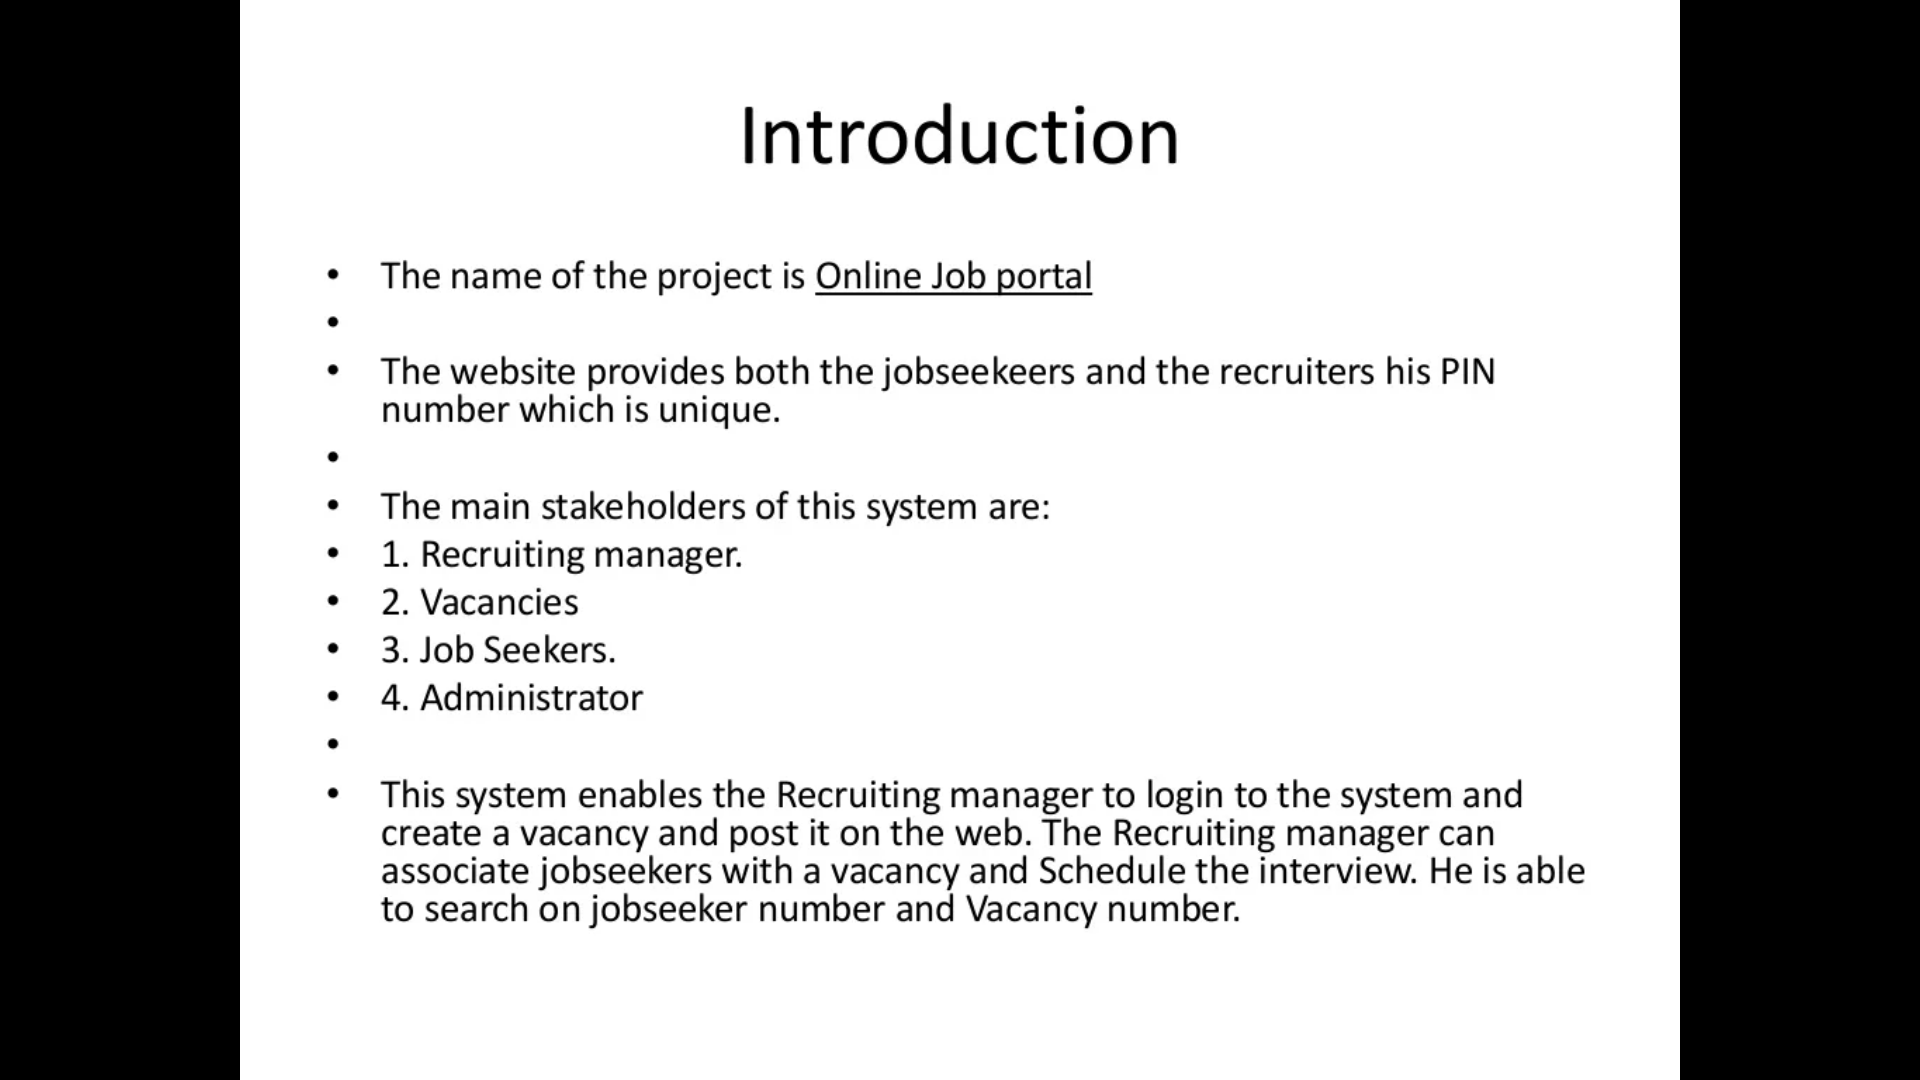 Introduction
• The name of the project is Online Job portal
•
• The website provides both the jobseekeers and the recruiters his PIN
number which is unique.
•
• The main stakeholders of this system are:
• 1. Recruiting manager.
• 2. Vacancies
• 3. Job Seekers.
• 4. Administrator
•
• This system enables the Recruiting manager to login to the system and
create a vacancy and post it on the web. The Recruiting manager can
associate jobseekers with a vacancy and Schedule the interview. He is able
to search on jobseeker number and Vacancy number.